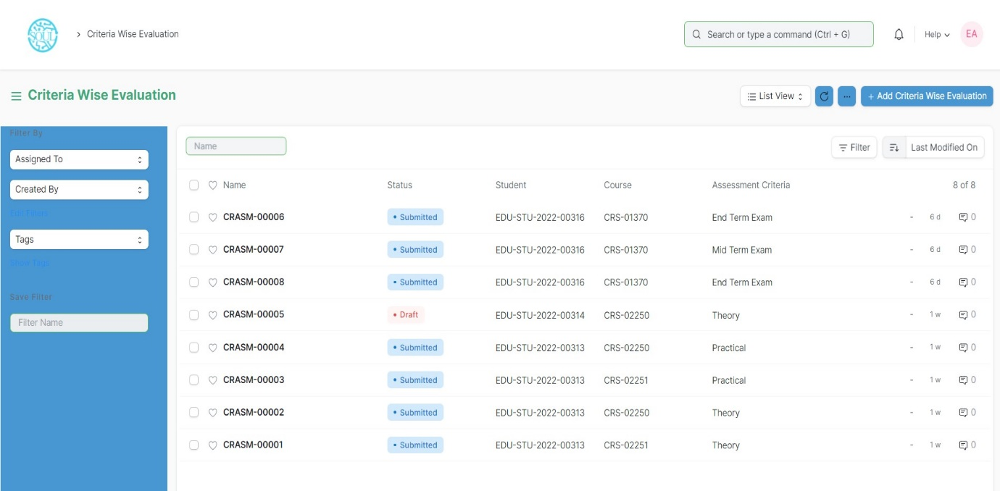 SOUL
Criteria Wise Evaluation
Search or type a command (Ctrl + G)
Help
EA
Criteria Wise Evaluation
List View
...
+ Add Criteria Wise Evaluation
Filter By
Assigned To
Created By
Edit Filters
Tags
Show Tags
Save Filter
Filter Name
Name
Filter
Last Modified On
Name Status Student Course Assessment Criteria 8 of 8
CRASM-00006 • Submitted EDU-STU-2022-00316 CRS-01370 End Term Exam - 6 d 0
CRASM-00007 • Submitted EDU-STU-2022-00316 CRS-01370 Mid Term Exam - 6 d 0
CRASM-00008 • Submitted EDU-STU-2022-00316 CRS-01370 End Term Exam - 6 d 0
CRASM-00005 • Draft EDU-STU-2022-00314 CRS-02250 Theory - 1 w 0
CRASM-00004 • Submitted EDU-STU-2022-00313 CRS-02250 Practical - 1 w 0
CRASM-00003 • Submitted EDU-STU-2022-00313 CRS-02251 Practical - 1 w 0
CRASM-00002 • Submitted EDU-STU-2022-00313 CRS-02250 Theory - 1 w 0
CRASM-00001 • Submitted EDU-STU-2022-00313 CRS-02251 Theory - 1 w 0